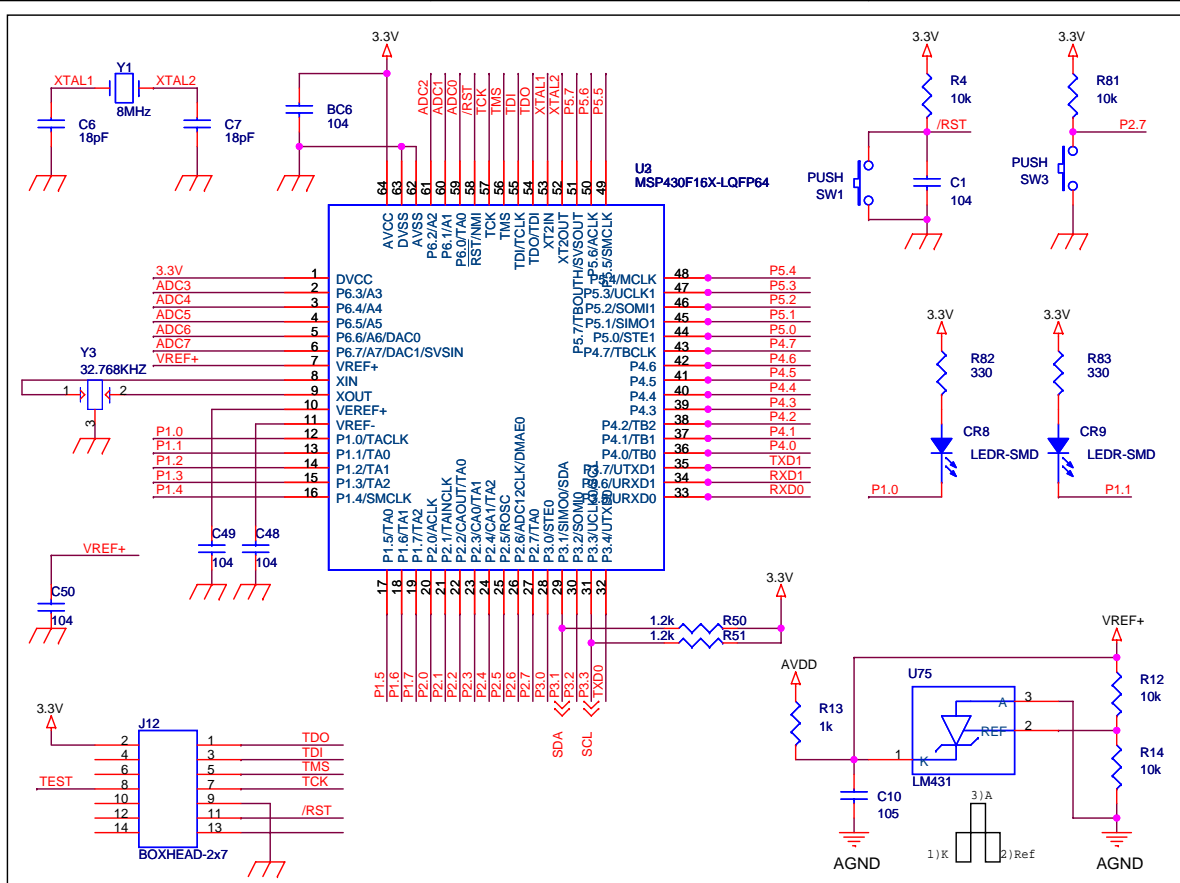 XTAL1
Y1
XTAL2
8MHz
C6
18pF
C7
18pF
3.3V
BC6
104
ADC2
ADC1
ADC0
/RST
TCK
TMS
TDI
TDO
XTAL1
XTAL2
P5.7
P5.6
P5.5
64
63
62
61
60
59
58
57
56
55
54
53
52
51
50
49
MSP430F16X-LQFP64
AVCC
DVSS
AVSS
P6.2/A2
P6.1/A1
P6.0/TA0
RST/NMI
TCK
TMS
TDI/TCLK
TDO/TDI
XT2IN
XT2OUT
P5.7/TBOUTH/SVSOUT
P5.6/ACLK
P5.5/SMCLK
3.3V
R4
10k
/RST
PUSH
SW1
C1
104
3.3V
R81
10k
P2.7
PUSH
SW3
3.3V
ADC3
ADC4
ADC5
ADC6
ADC7
VREF+
1
2
3
4
5
6
7
8
9
10
11
12
13
14
15
16
DVCC
P6.3/A3
P6.4/A4
P6.5/A5
P6.6/A6/DAC0
P6.7/A7/DAC1/SVSIN
VREF+
XIN
XOUT
VEREF+
VREF-
P1.0/TACLK
P1.1/TA0
P1.2/TA1
P1.3/TA2
P1.4/SMCLK
Y3
32.768KHZ
1
2
3
P1.0
P1.1
P1.2
P1.3
P1.4
P5.4/MCLK
P5.3/UCLK1
P5.2/SOMI1
P5.1/SIMO1
P5.0/STE1
P4.7/TBCLK
P4.6
P4.5
P4.4
P4.3
P4.2/TB2
P4.1/TB1
P4.0/TB0
P3.7/UTXD1
P3.6/URXD1
P3.5/URXD0
48
47
46
45
44
43
42
41
40
39
38
37
36
35
34
33
P5.4
P5.3
P5.2
P5.1
P5.0
P4.7
P4.6
P4.5
P4.4
P4.3
P4.2
P4.1
P4.0
TXD1
RXD1
RXD0
3.3V
R82
330
CR8
LEDR-SMD
P1.0
3.3V
R83
330
CR9
LEDR-SMD
P1.1
C49
104
C48
104
VREF+
C50
104
P1.5/TA0
P1.6/TA1
P1.7/TA2
P2.0/ACLK
P2.1/TAINCLK
P2.2/CAOUT/TA0
P2.3/CA0/TA1
P2.4/CA1/TA2
P2.5/ROSC
P2.6/ADC12CLK/DMAE0
P2.7/TA0
P3.0/STE0
P3.1/SIMO0/SDA
P3.2/SOMI0
P3.3/UCLK0/SCL
P3.4/UTXD0
17
18
19
20
21
22
23
24
25
26
27
28
29
30
31
32
P1.5
P1.6
P1.7
P2.0
P2.1
P2.2
P2.3
P2.4
P2.5
P2.6
P2.7
P3.0
P3.1
P3.2
P3.3
TXD0
SDA
SCL
3.3V
1.2k
R50
1.2k
R51
3.3V
J12
2
4
6
8
10
12
14
1
3
5
7
9
11
13
TEST
TDO
TDI
TMS
TCK
/RST
BOXHEAD-2x7
VREF+
AVDD
R13
1k
U75
A
REF
K
3
2
1
LM431
R12
10k
R14
10k
C10
105
AGND
3)A
1)K
2)Ref
AGND